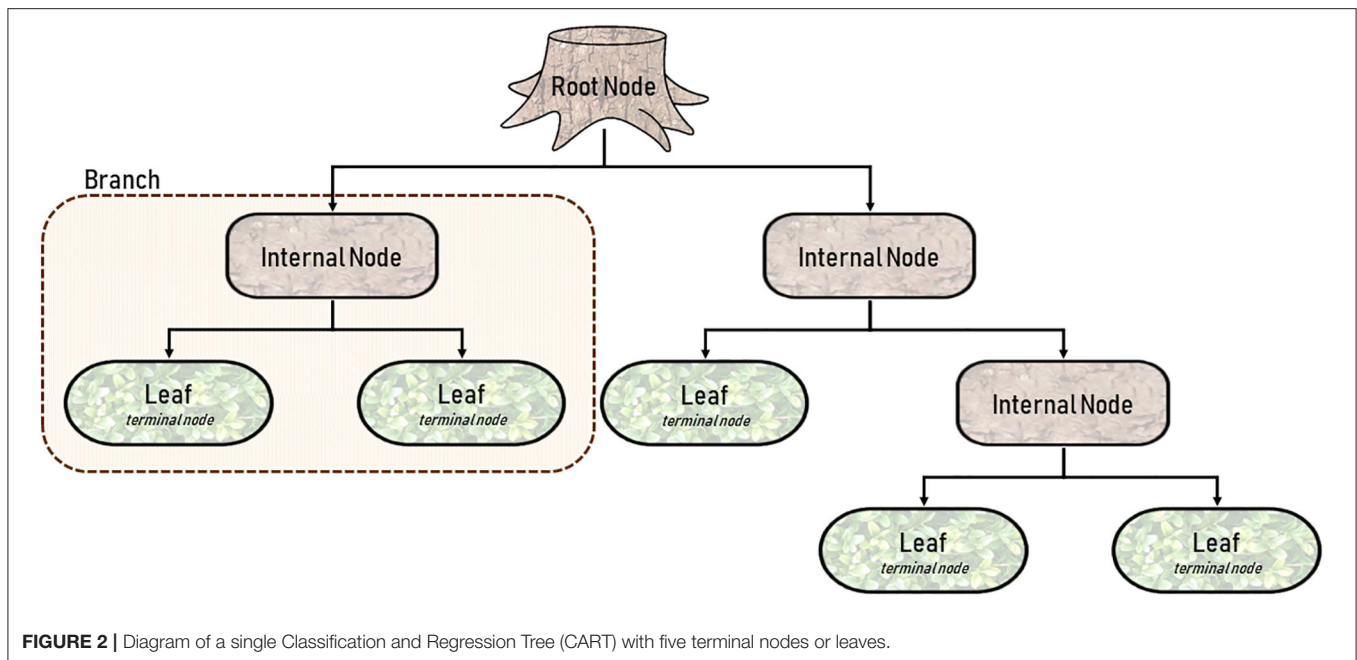 Root Node
Branch
Internal Node
Internal Node
Leaf
terminal node
Leaf
terminal node
Leaf
terminal node
Internal Node
Leaf
terminal node
Leaf
terminal node
FIGURE 2 | Diagram of a single Classification and Regression Tree (CART) with five terminal nodes or leaves.